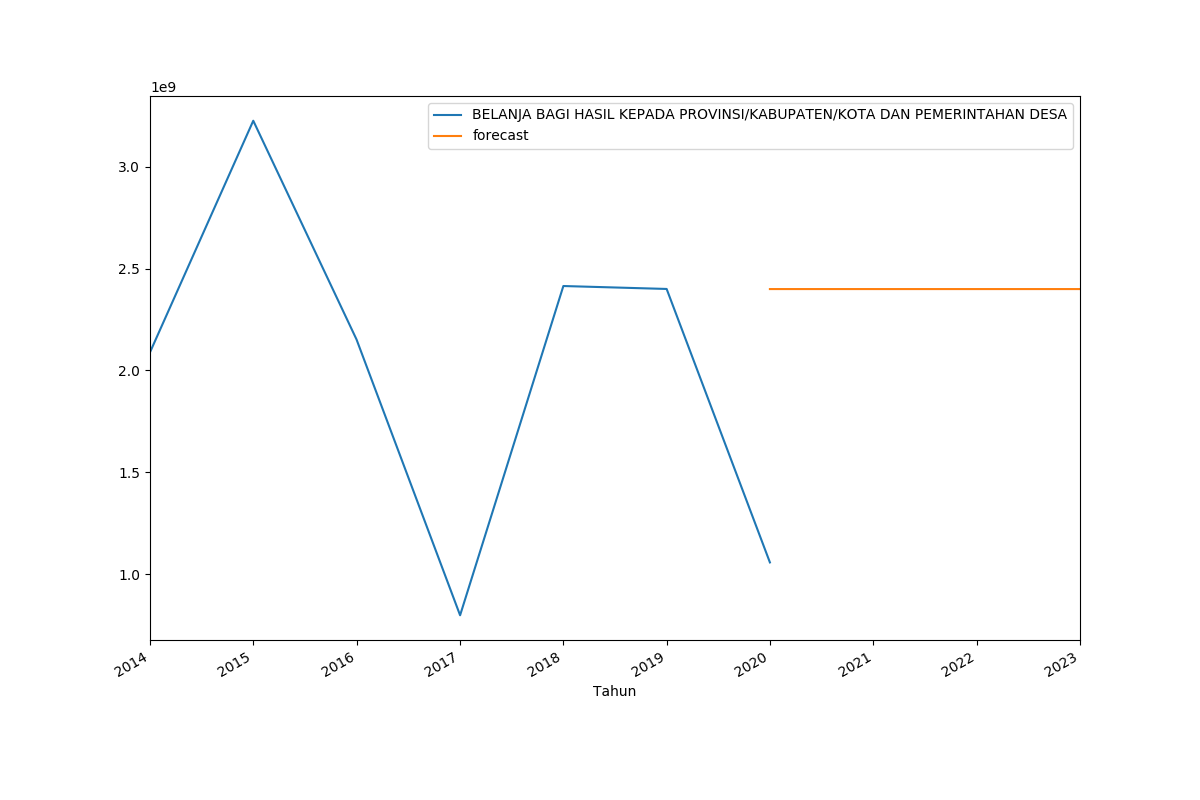 1e9
BELANJA BAGI HASIL KEPADA PROVINSI/KABUPATEN/KOTA DAN PEMERINTAHAN DESA
forecast
3.0
2.5
2.0
1.5
1.0
2014 2015 2016 2017 2018 2019 2020 2021 2022 2023
Tahun